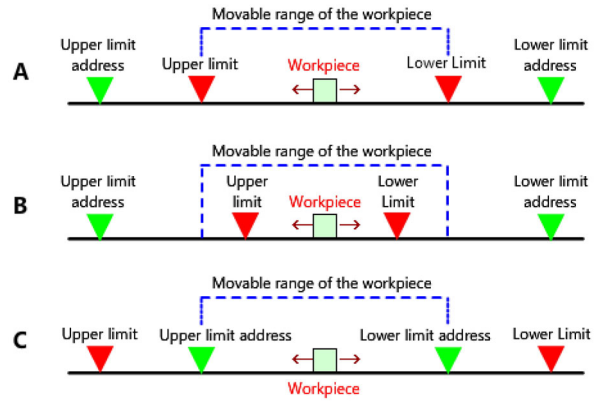 Movable range of the workpiece
Upper limit
address
Upper limit
Workpiece
Lower Limit
Lower limit
address
A
Movable range of the workpiece
Upper limit
address
Upper
limit
Workpiece
Lower
Limit
Lower limit
address
B
Movable range of the workpiece
Upper limit
Upper limit address
Lower limit address
Lower Limit
C
Workpiece